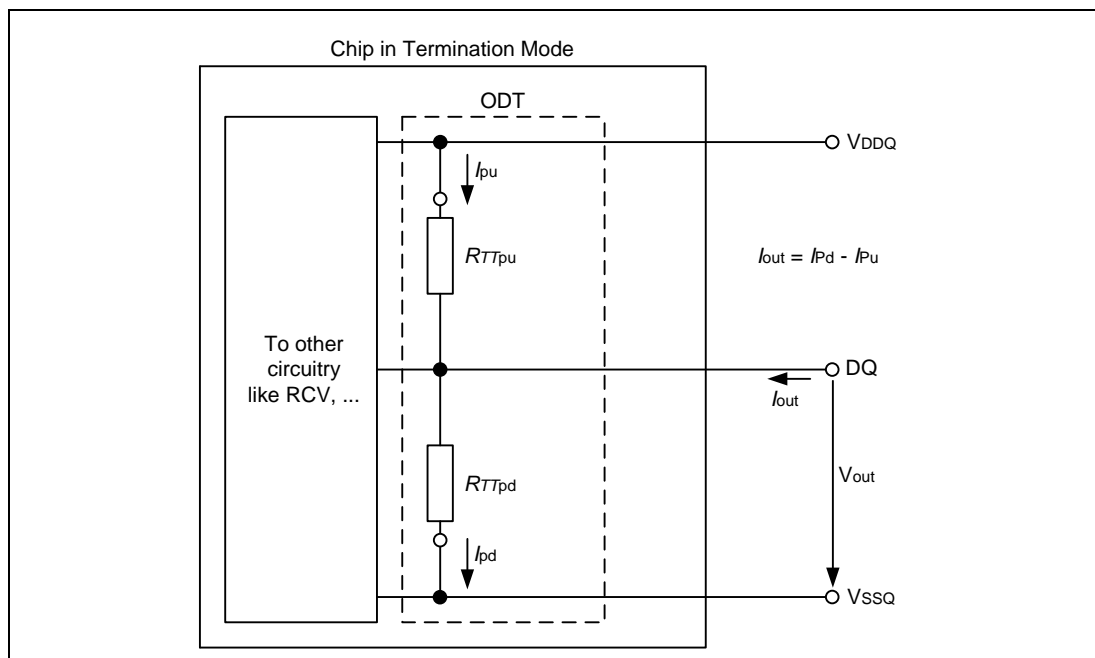 Chip in Termination Mode
ODT
VDDQ
Ipu
RTTpu
Iout = IPd - IPu
To other
circuitry
like RCV, ...
DQ
Iout
RTTpd
Vout
Ipd
VSSQ